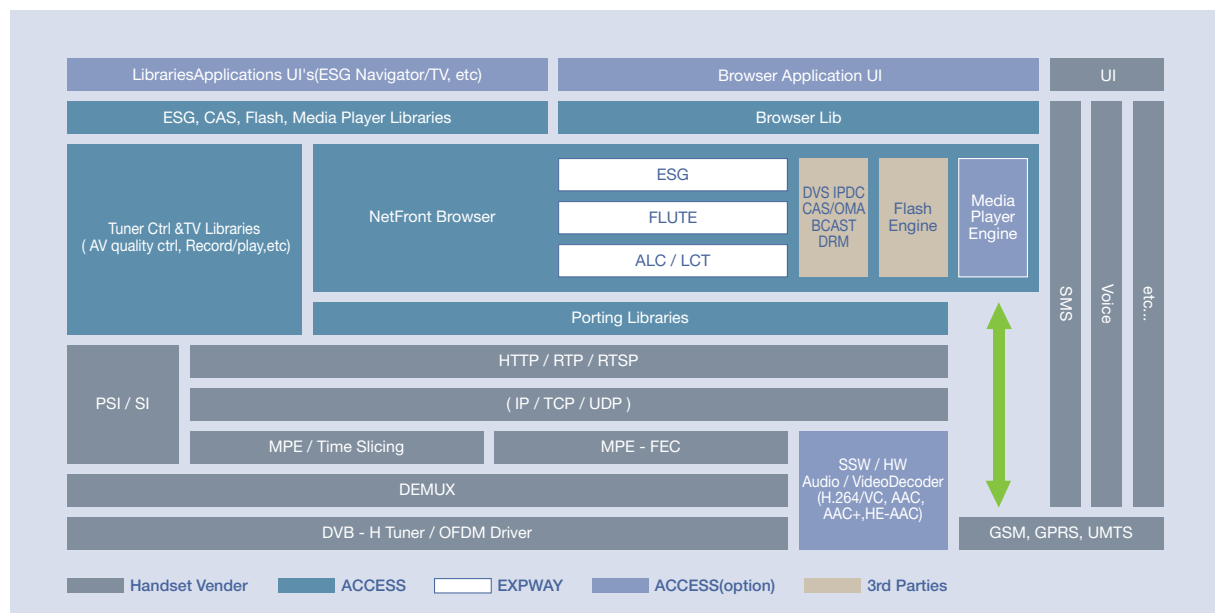 LibrariesApplications UI's(ESG Navigator/TV, etc)
Browser Application UI
UI
ESG, CAS, Flash, Media Player Libraries
Browser Lib
Tuner Ctrl &TV Libraries
( AV quality ctrl, Record/play,etc)
NetFront Browser
ESG
FLUTE
ALC / LCT
DVS IPDC
CAS/OMA
BCAST
DRM
Flash
Engine
Media
Player
Engine
SMS
Voice
etc...
Porting Libraries
PSI / SI
HTTP / RTP / RTSP
( IP / TCP / UDP )
MPE / Time Slicing
MPE - FEC
SSW / HW
Audio / VideoDecoder
(H.264/VC, AAC,
AAC+,HE-AAC)
DEMUX
DVB - H Tuner / OFDM Driver
GSM, GPRS, UMTS
Handset Vender
ACCESS
EXPWAY
ACCESS(option)
3rd Parties